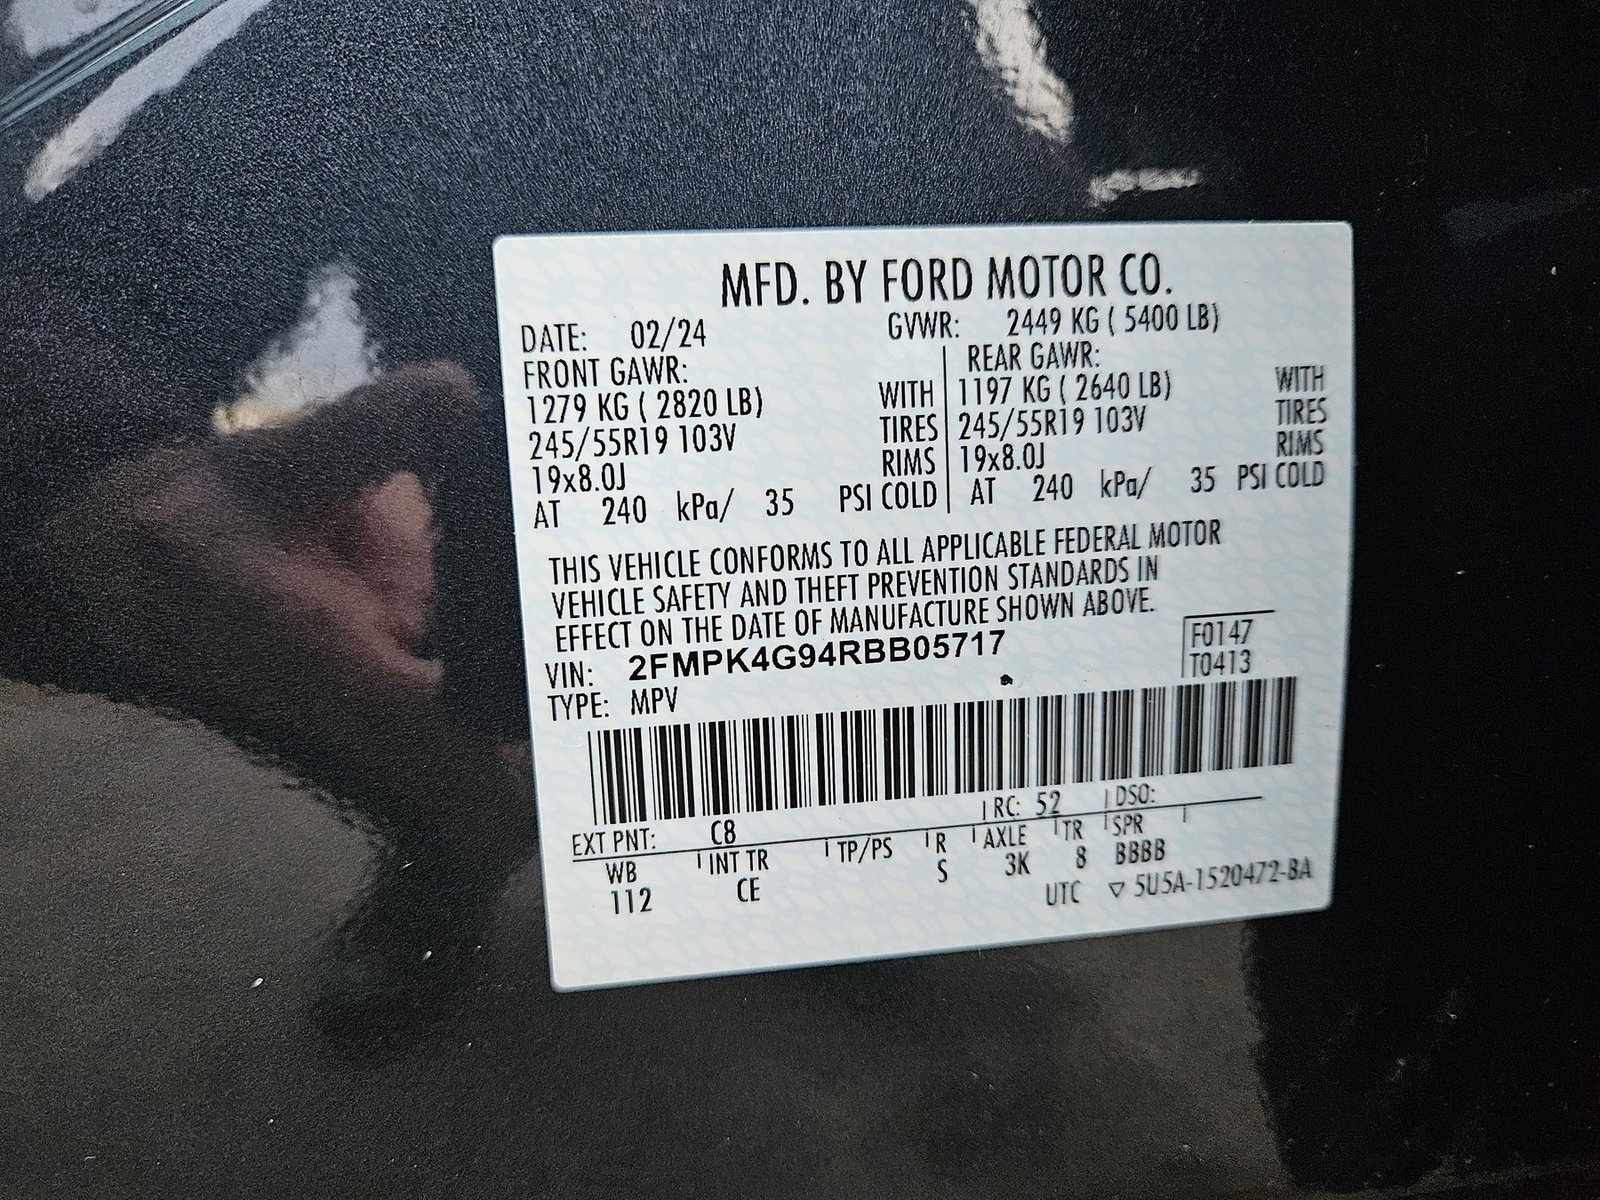 MFD. BY FORD MOTOR CO.
DATE: 02/24 GVWR: 2449 KG ( 5400 LB)
FRONT GAWR: REAR GAWR:
1279 KG ( 2820 LB) WITH 1197 KG ( 2640 LB) WITH
245/55R19 103V TIRES 245/55R19 103V TIRES
19x8.0J RIMS 19x8.0J RIMS
AT 240 kPa/ 35 PSI COLD AT 240 kPa/ 35 PSI COLD
THIS VEHICLE CONFORMS TO ALL APPLICABLE FEDERAL MOTOR
VEHICLE SAFETY AND THEFT PREVENTION STANDARDS IN
EFFECT ON THE DATE OF MANUFACTURE SHOWN ABOVE.
VIN: 2FMPK4G94RBB05717 F0147
TYPE: MPV T0413
EXT PNT: C8 RC: 52 DSO:
WB INT TR TP/PS R AXLE TR SPR
112 CE S 3K 8 BBBB
UTC ▽ 5U5A-1520472-BA